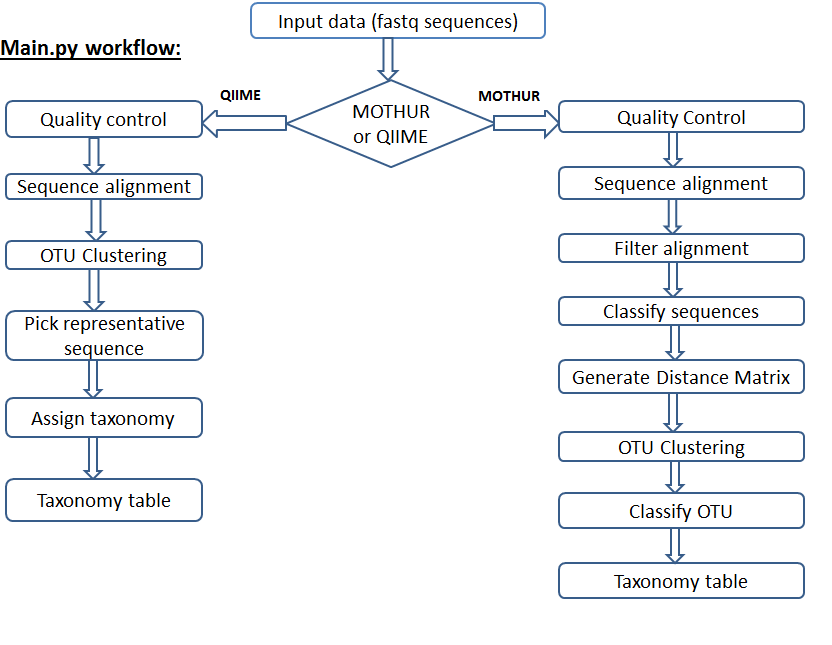 Input data (fastq sequences)
Main.py workflow:
QIIME
MOTHUR
MOTHUR
or QIIME
Quality control
Sequence alignment
OTU Clustering
Pick representative
sequence
Assign taxonomy
Taxonomy table
Quality Control
Sequence alignment
Filter alignment
Classify sequences
Generate Distance Matrix
OTU Clustering
Classify OTU
Taxonomy table